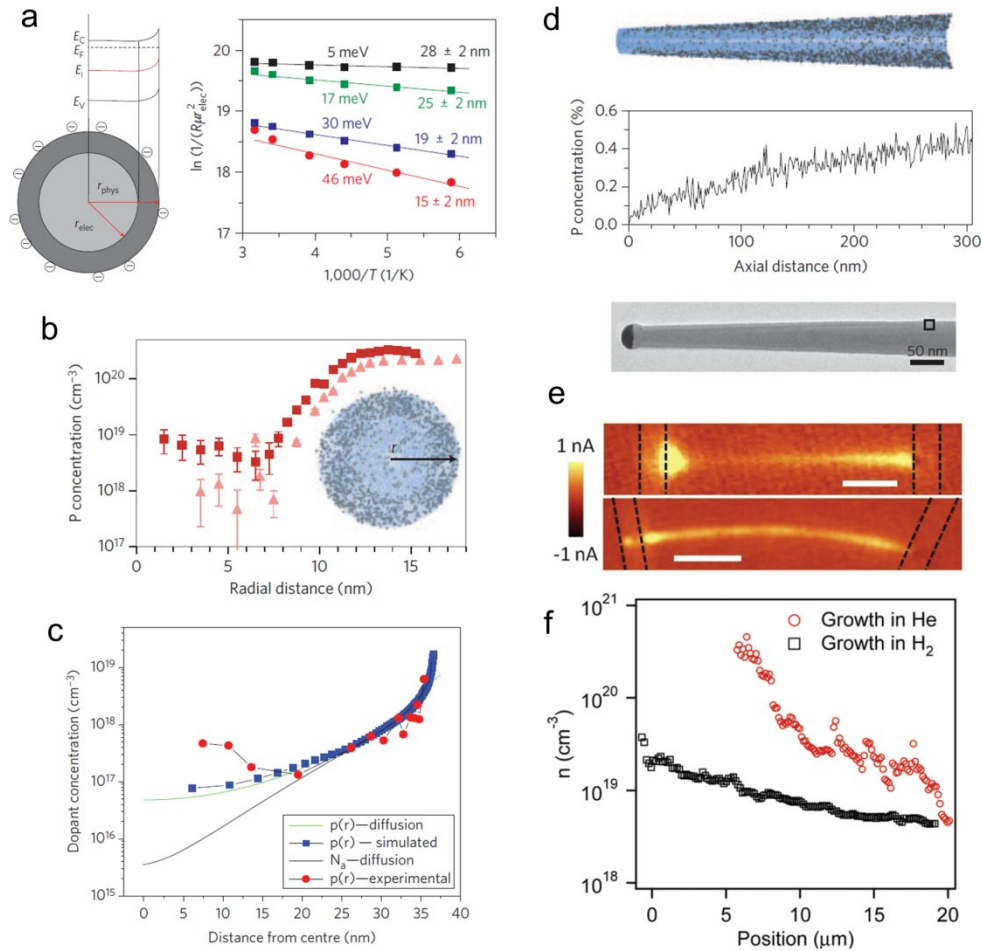 a
E_C
E_F
E_i
E_V
r_phys
r_elec
ln (1/(Rμr²_elec))
20
19
18
17
5 meV
28 ± 2 nm
17 meV
25 ± 2 nm
30 meV
19 ± 2 nm
46 meV
15 ± 2 nm
3 4 5 6
1,000/T (1/K)
b
P concentration (cm⁻³)
10²⁰
10¹⁹
10¹⁸
10¹⁷
r
0 5 10 15
Radial distance (nm)
c
Dopant concentration (cm⁻³)
10¹⁹
10¹⁸
10¹⁷
10¹⁶
10¹⁵
p(r)—diffusion
p(r) — simulated
N_a—diffusion
p(r)—experimental
0 5 10 15 20 25 30 35 40
Distance from centre (nm)
d
P concentration (%)
0.6
0.4
0.2
0.0
0 100 200 300
Axial distance (nm)
50 nm
e
1 nA
-1 nA
f
n (cm⁻³)
10²¹
10²⁰
10¹⁹
10¹⁸
Growth in He
Growth in H₂
0 5 10 15 20
Position (μm)